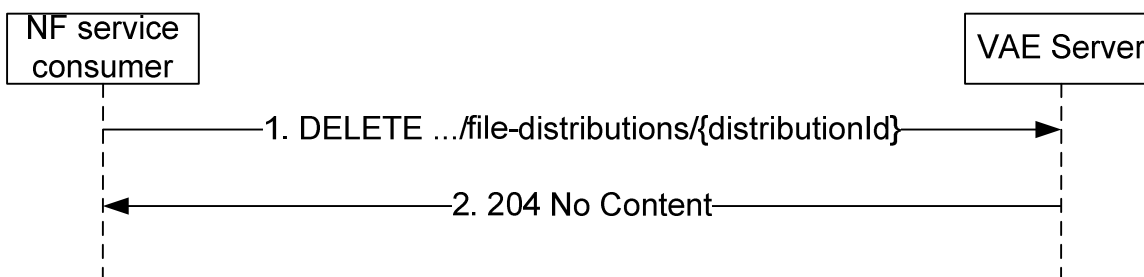 NF service
consumer
VAE Server
1. DELETE .../file-distributions/{distributionId}
2. 204 No Content